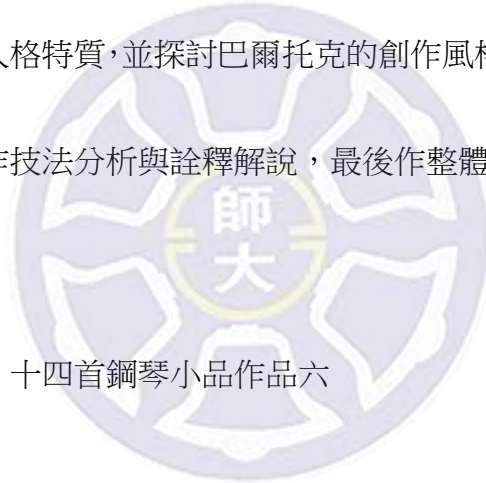 人格特質，並探討巴爾托克的創作風格
作技法分析與詮釋解說，最後作整體
師
大
十四首鋼琴小品作品六